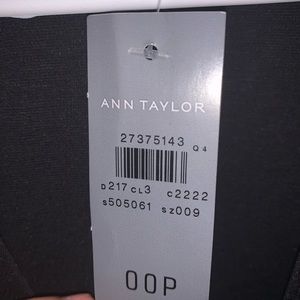 ANN TAYLOR
27375143 Q4
D217 CL3 C2222
S505061 SZ009
00P